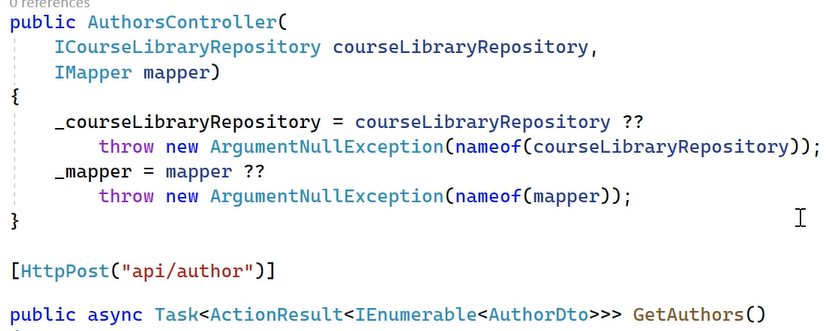 0 references
public AuthorsController(
ICourseLibraryRepository courseLibraryRepository,
IMapper mapper)
{
_courseLibraryRepository = courseLibraryRepository ??
throw new ArgumentNullException(nameof(courseLibraryRepository));
_mapper = mapper ??
throw new ArgumentNullException(nameof(mapper));
}
[HttpPost("api/author")]
public async Task<ActionResult<IEnumerable<AuthorDto>>> GetAuthors()